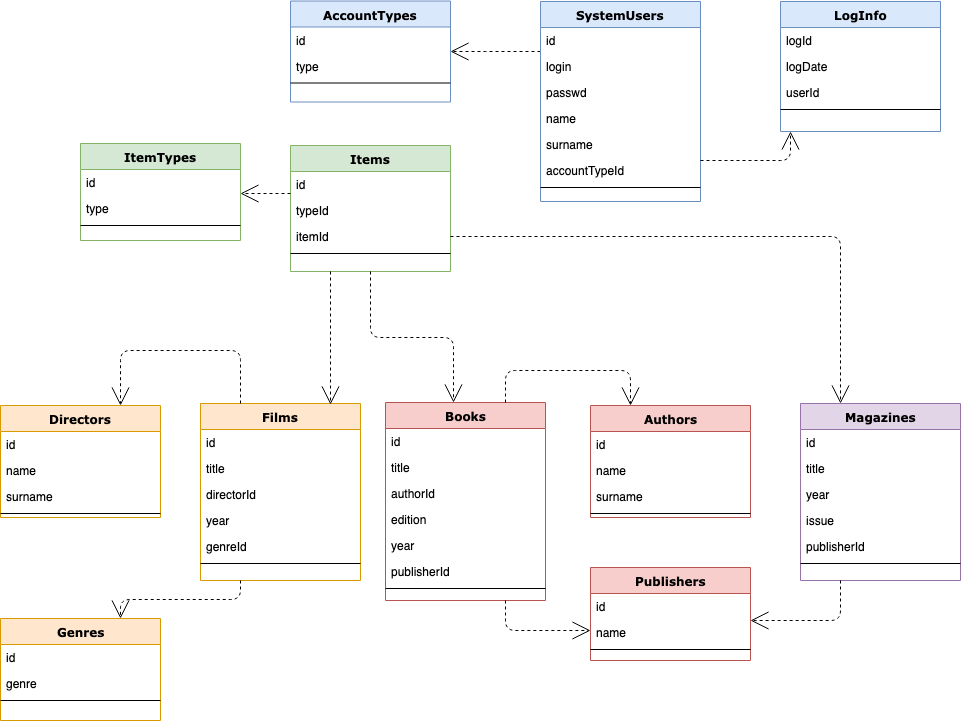 AccountTypes
id
type
SystemUsers
id
login
passwd
name
surname
accountTypeId
LogInfo
logId
logDate
userId
ItemTypes
id
type
Items
id
typeId
itemId
Directors
id
name
surname
Films
id
title
directorId
year
genreId
Books
id
title
authorId
edition
year
publisherId
Authors
id
name
surname
Magazines
id
title
year
issue
publisherId
Publishers
id
name
Genres
id
genre